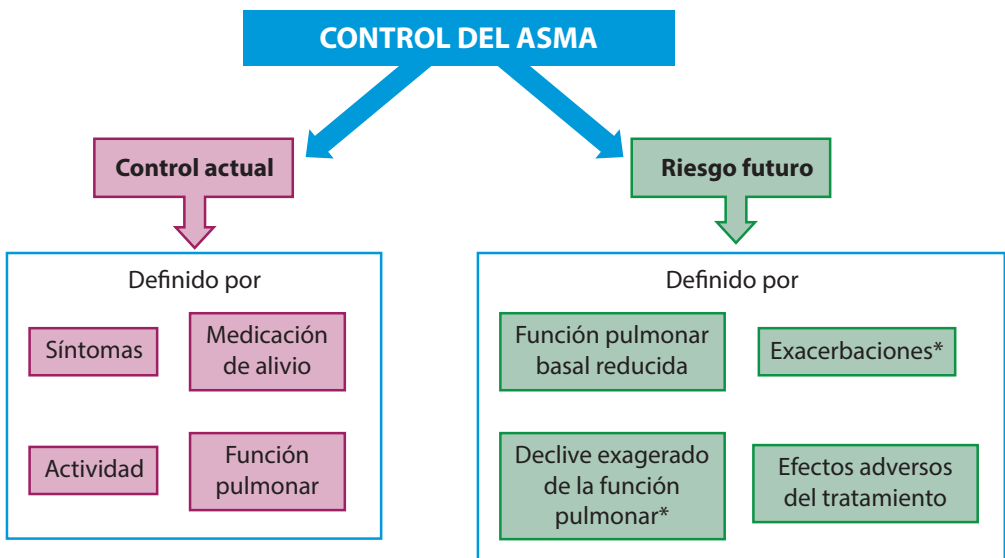 CONTROL DEL ASMA
Control actual
Definido por
Síntomas
Medicación
de alivio
Actividad
Función
pulmonar
Riesgo futuro
Definido por
Función pulmonar
basal reducida
Exacerbaciones*
Declive exagerado
de la función
pulmonar*
Efectos adversos
del tratamiento